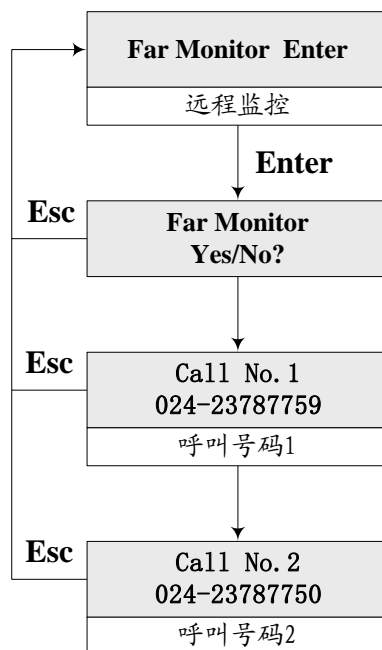 Far Monitor Enter
远程监控
Enter
Esc
Far Monitor
Yes/No?
Esc
Call No.1
024-23787759
呼叫号码1
Esc
Call No.2
024-23787750
呼叫号码2